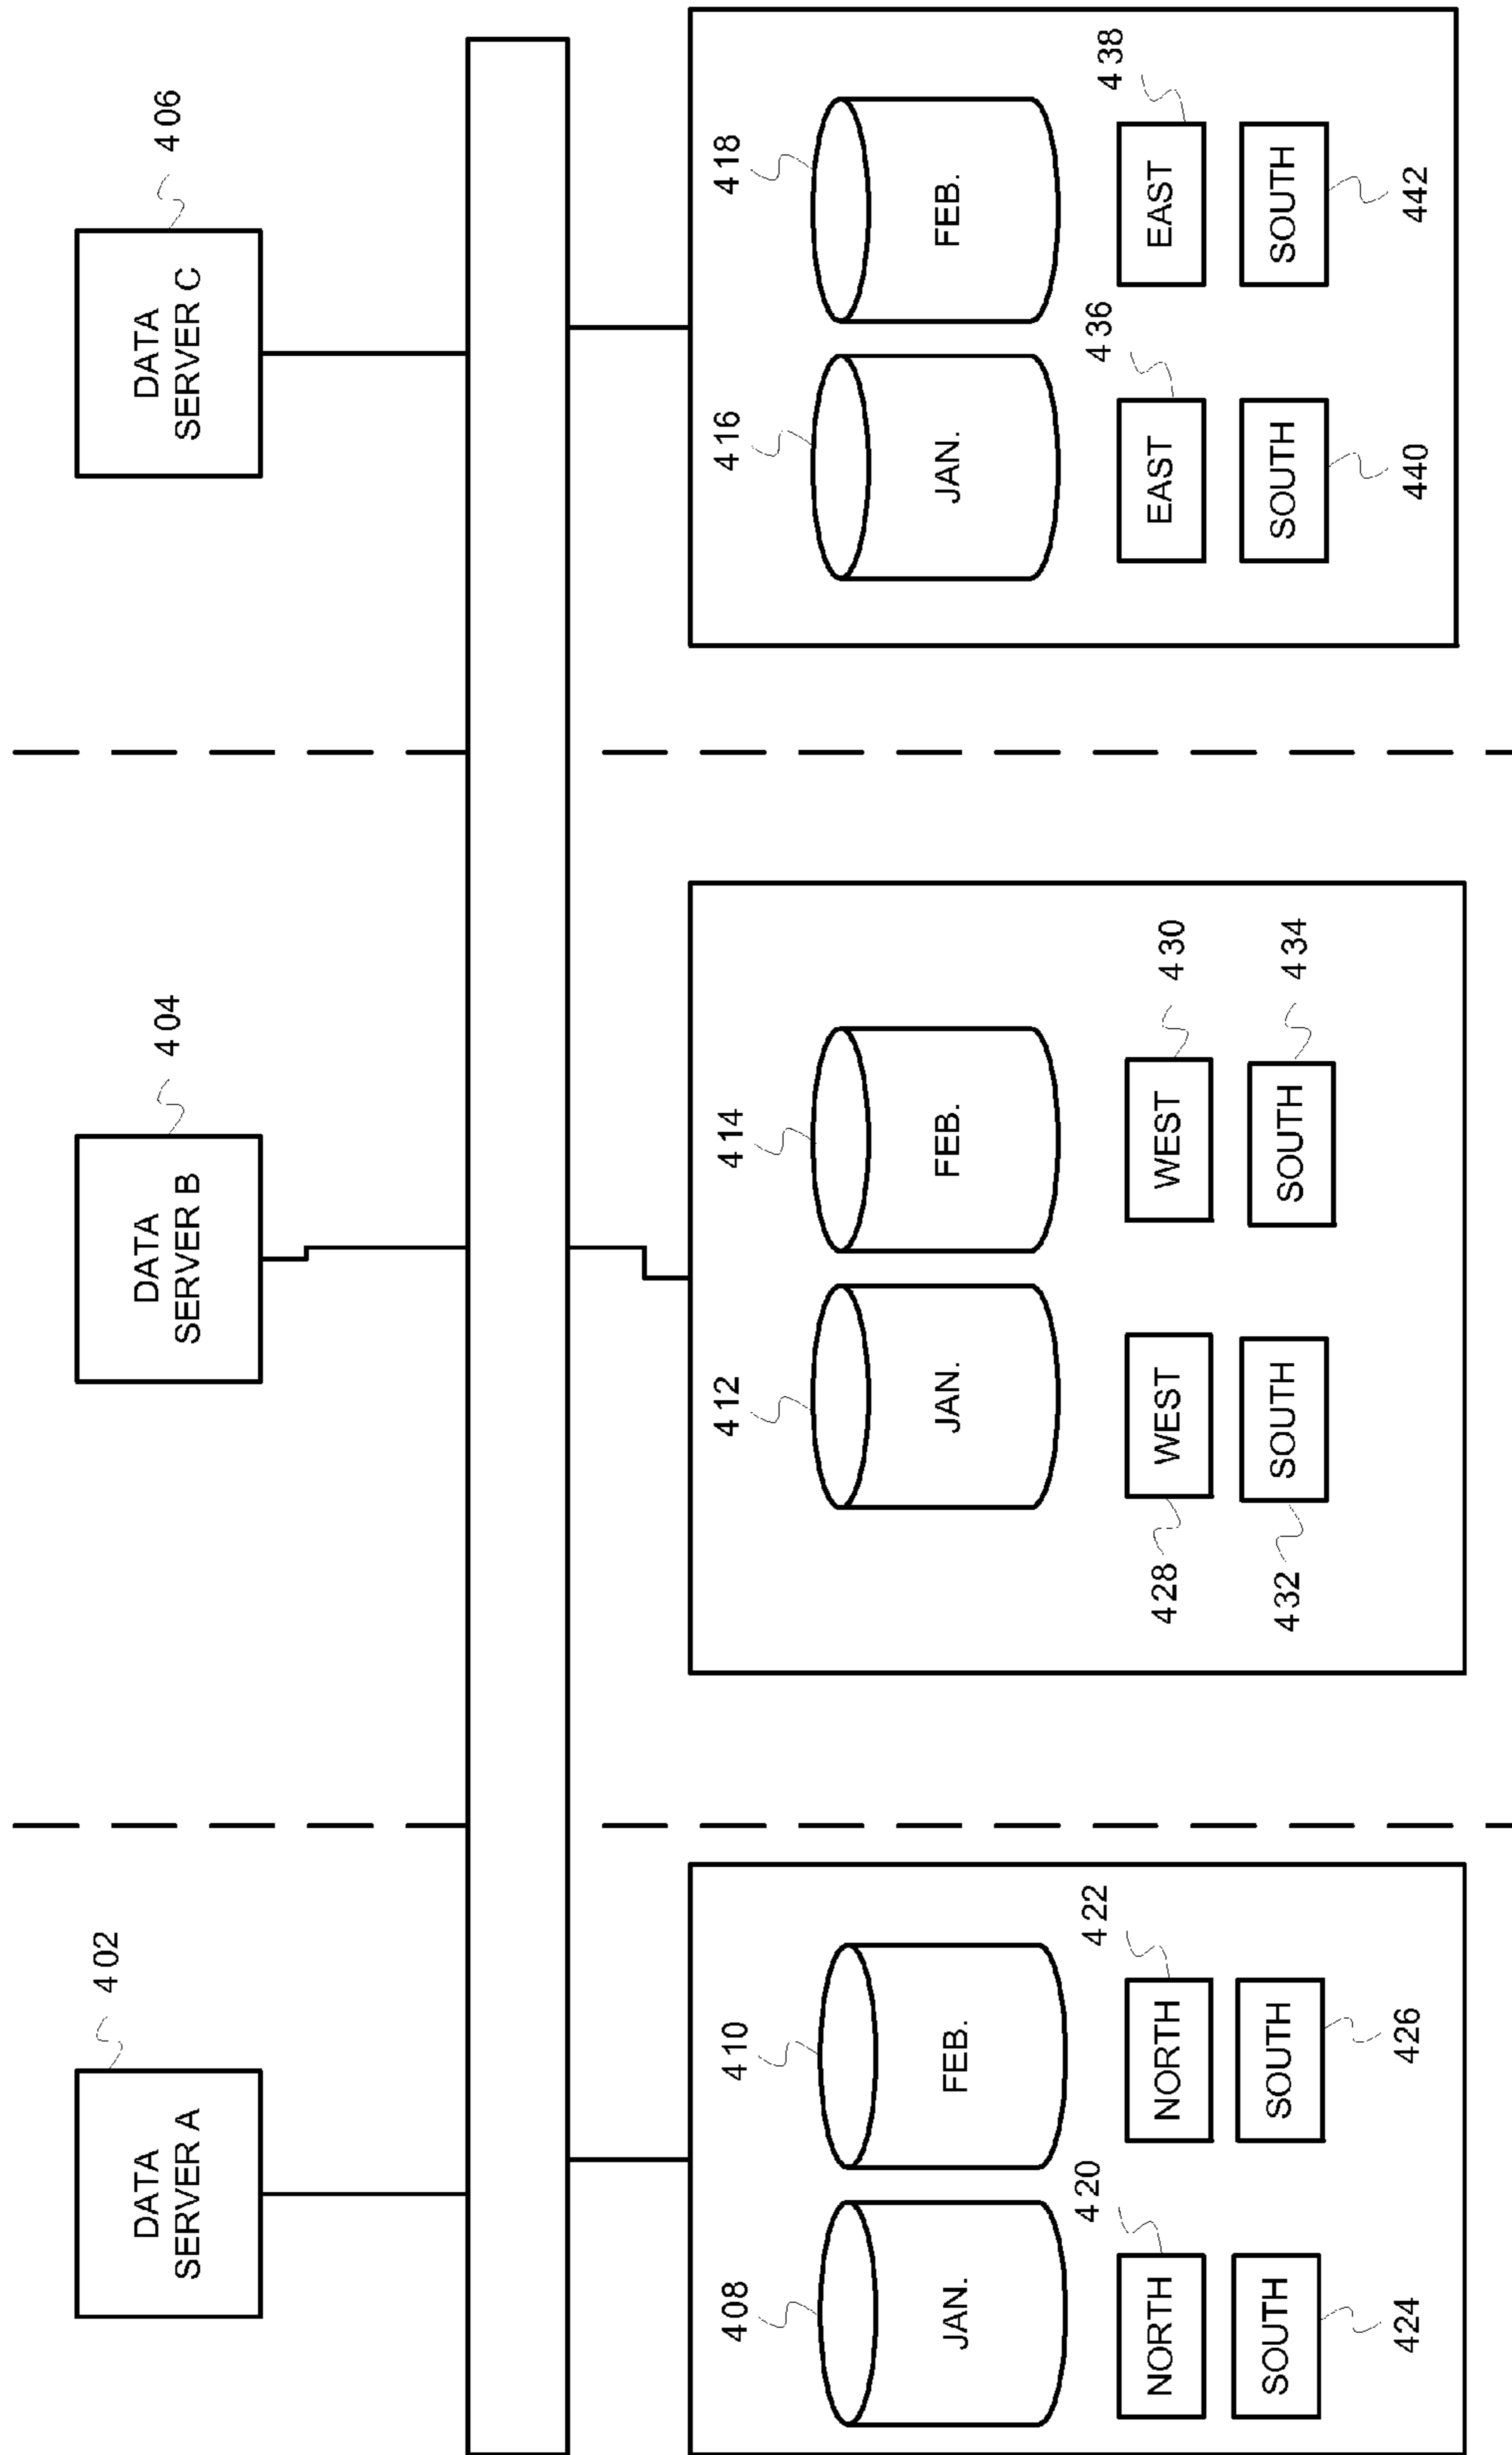 DATA
SERVER A
402
DATA
SERVER B
404
DATA
SERVER C
406
408
410
JAN.
FEB.
420
422
NORTH
NORTH
SOUTH
SOUTH
424
426
412
414
JAN.
FEB.
428
WEST
WEST
430
432
SOUTH
SOUTH
434
416
418
JAN.
FEB.
436
438
EAST
EAST
SOUTH
SOUTH
440
442